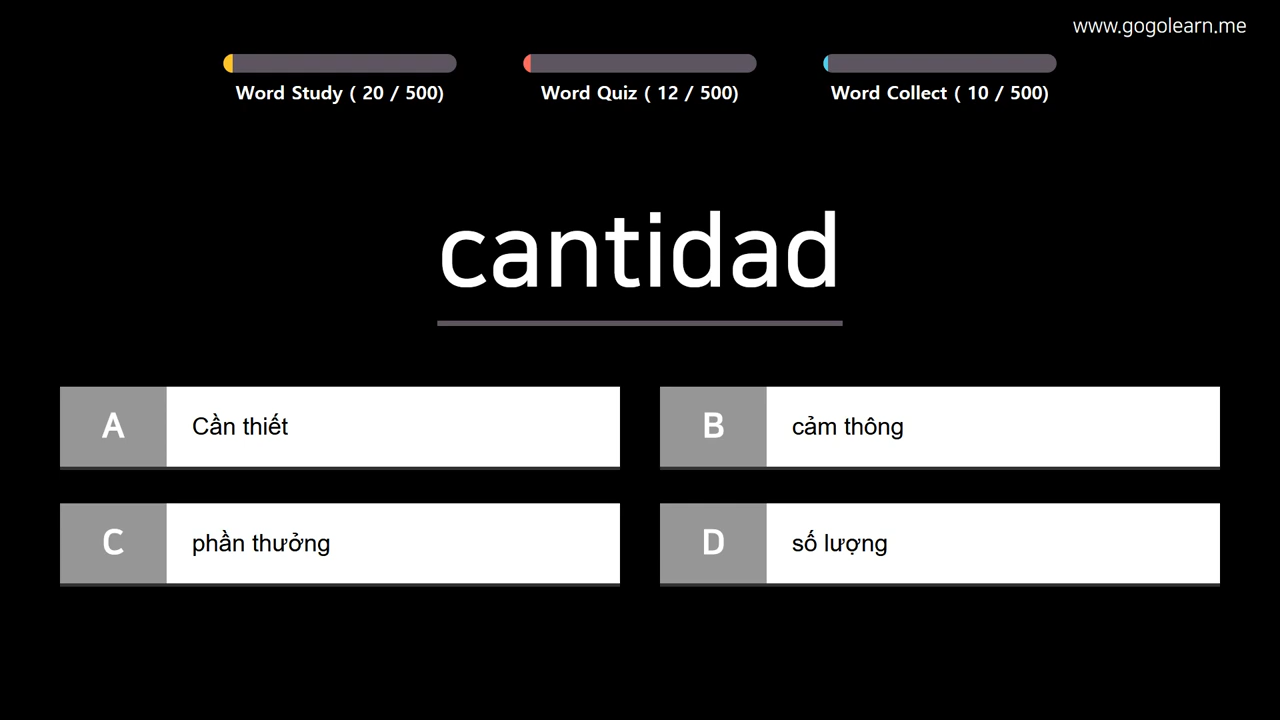 www.gogolearn.me
Word Study ( 20 / 500)
Word Quiz ( 12 / 500)
Word Collect ( 10 / 500)
cantidad
A
Cần thiết
B
cảm thông
C
phần thưởng
D
số lượng